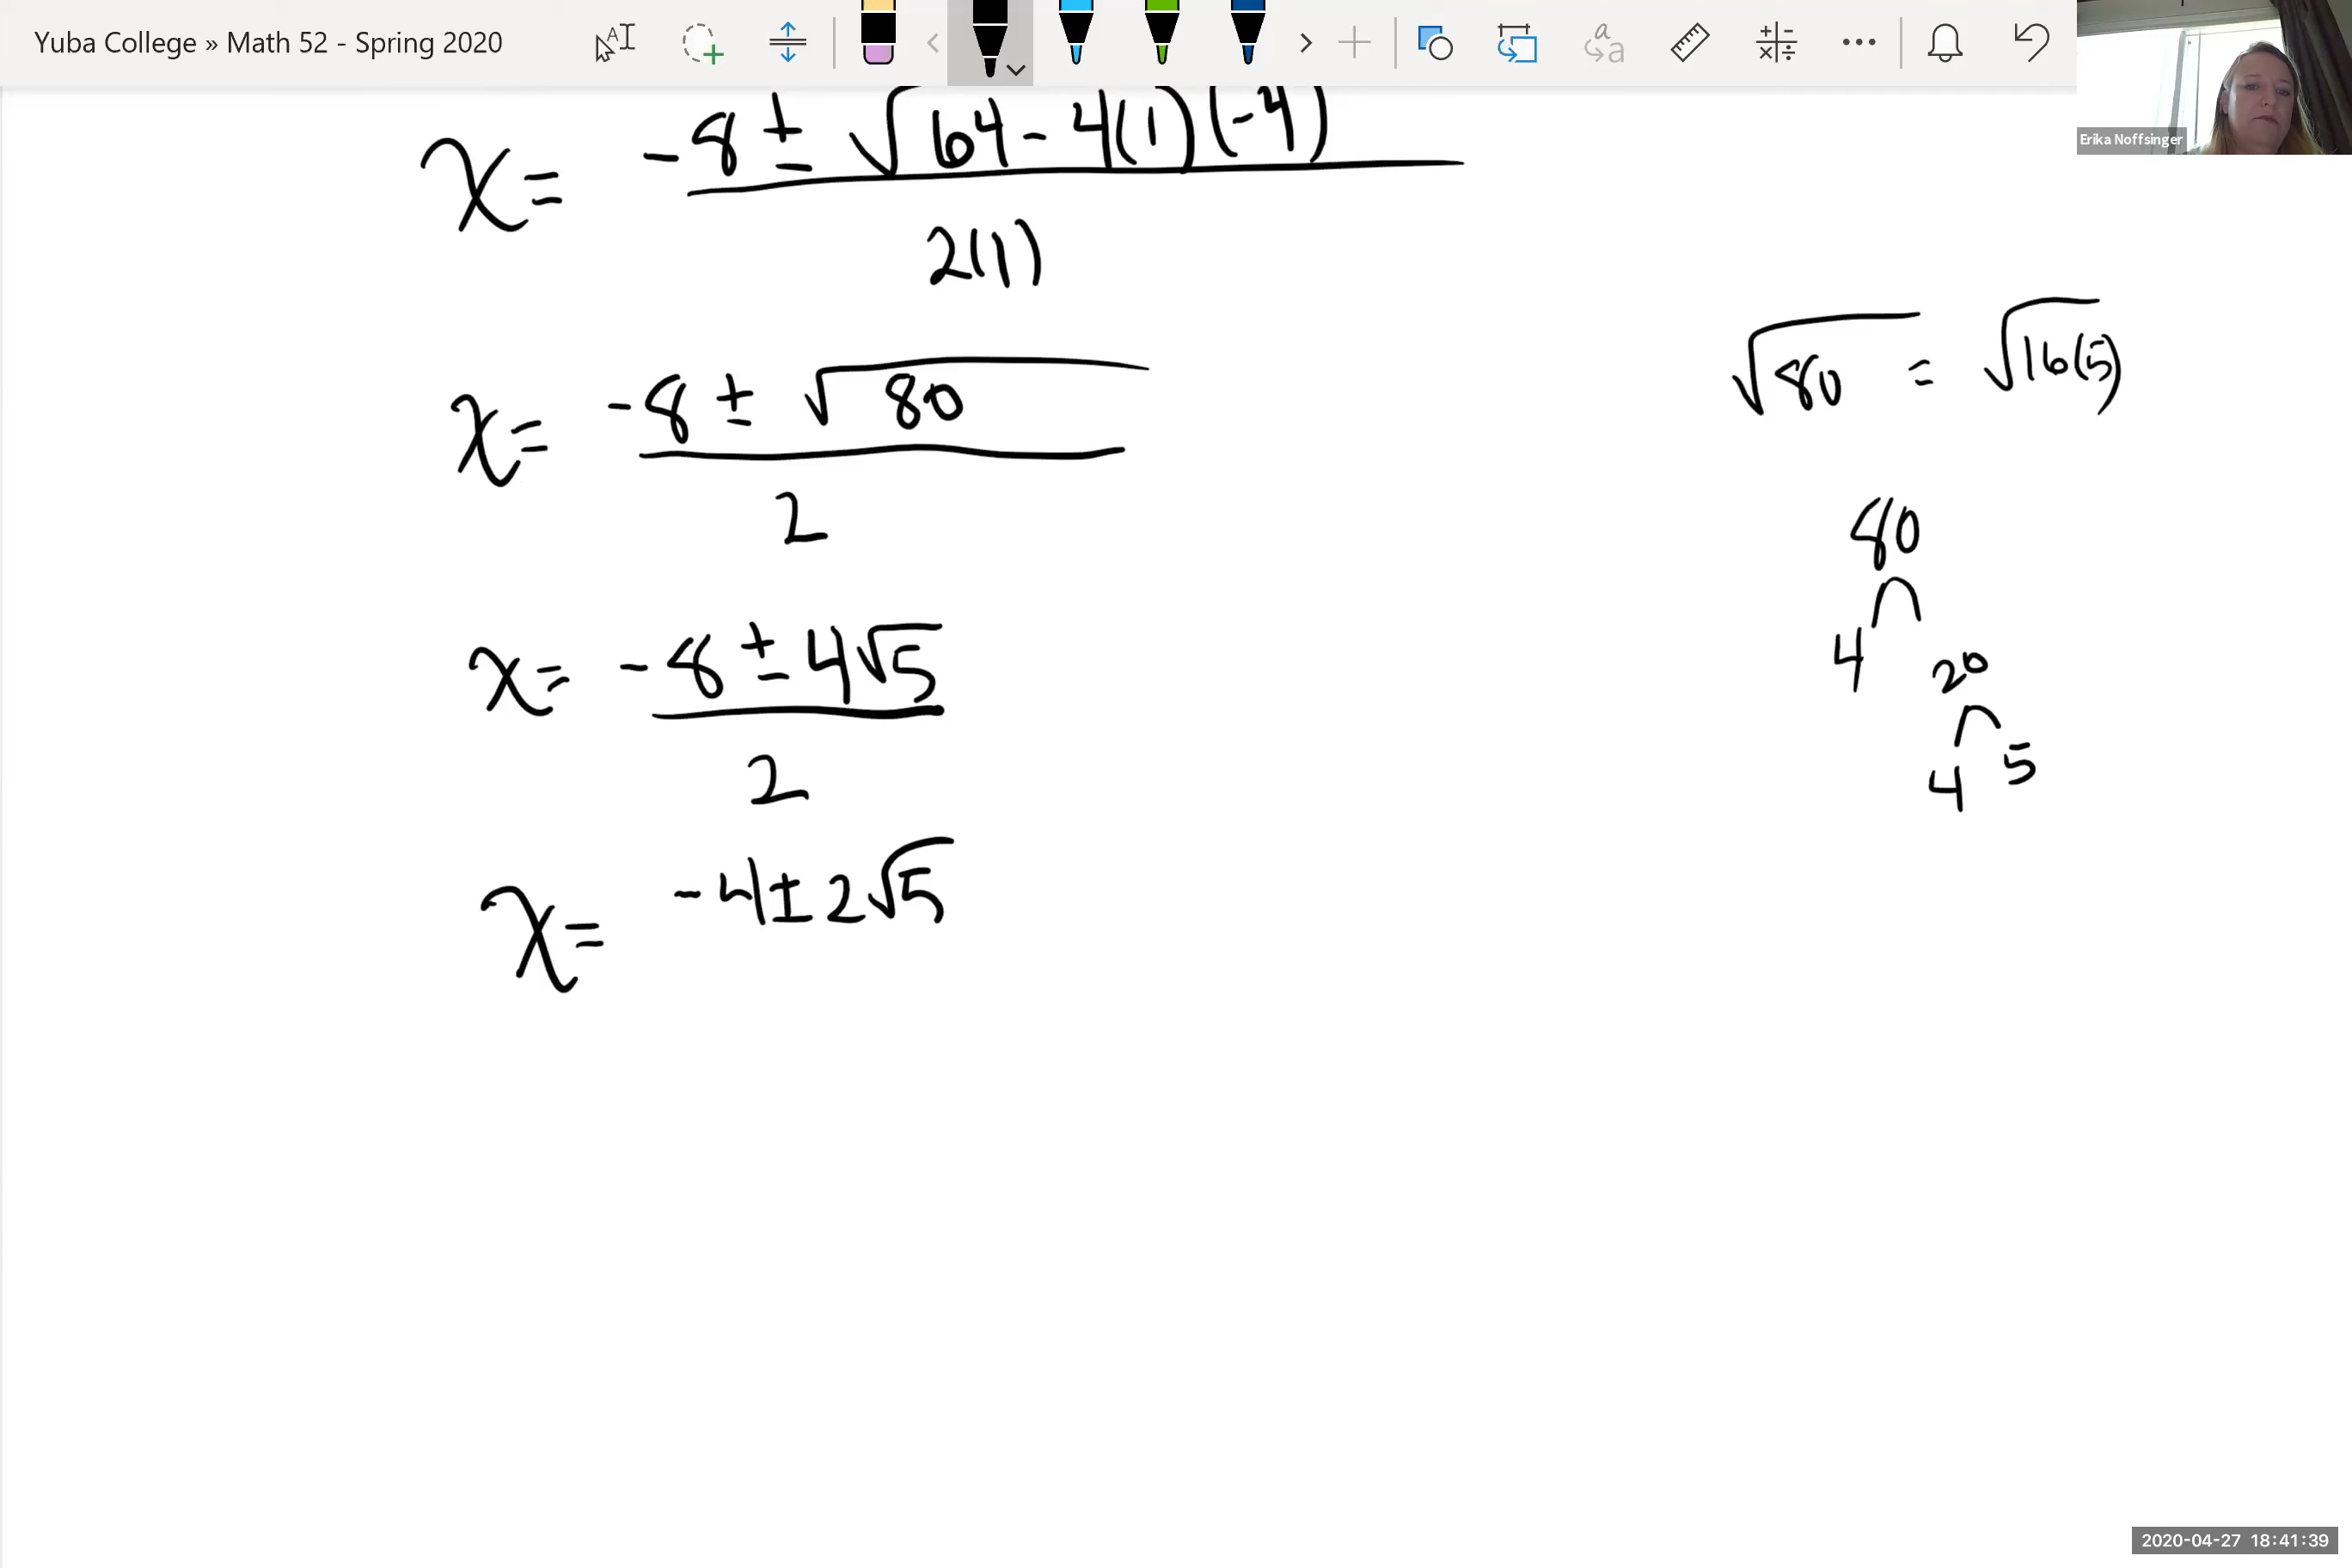 Yuba College » Math 52 - Spring 2020
Erika Noffsinger
x = -8 ± √64 - 4(1)(-4)
2(1)
x = -8 ± √80
2
√80 = √16(5)
80
4 20
4 5
x = -8 ± 4√5
2
x = -4 ± 2√5
2020-04-27 18:41:39